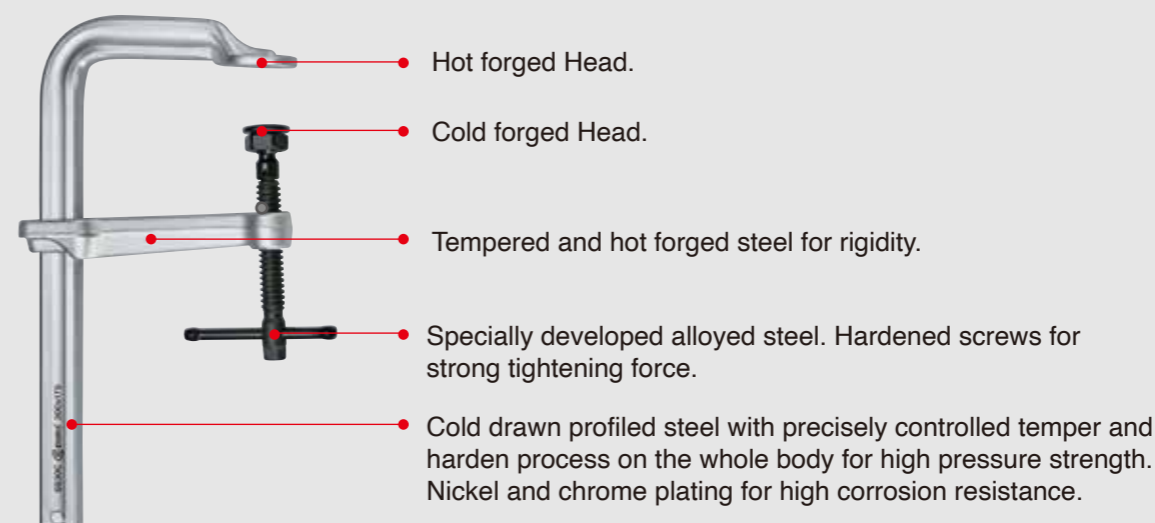 Hot forged Head.
Cold forged Head.
Tempered and hot forged steel for rigidity.
Specially developed alloyed steel. Hardened screws for
strong tightening force.
Cold drawn profiled steel with precisely controlled temper and
harden process on the whole body for high pressure strength.
Nickel and chrome plating for high corrosion resistance.